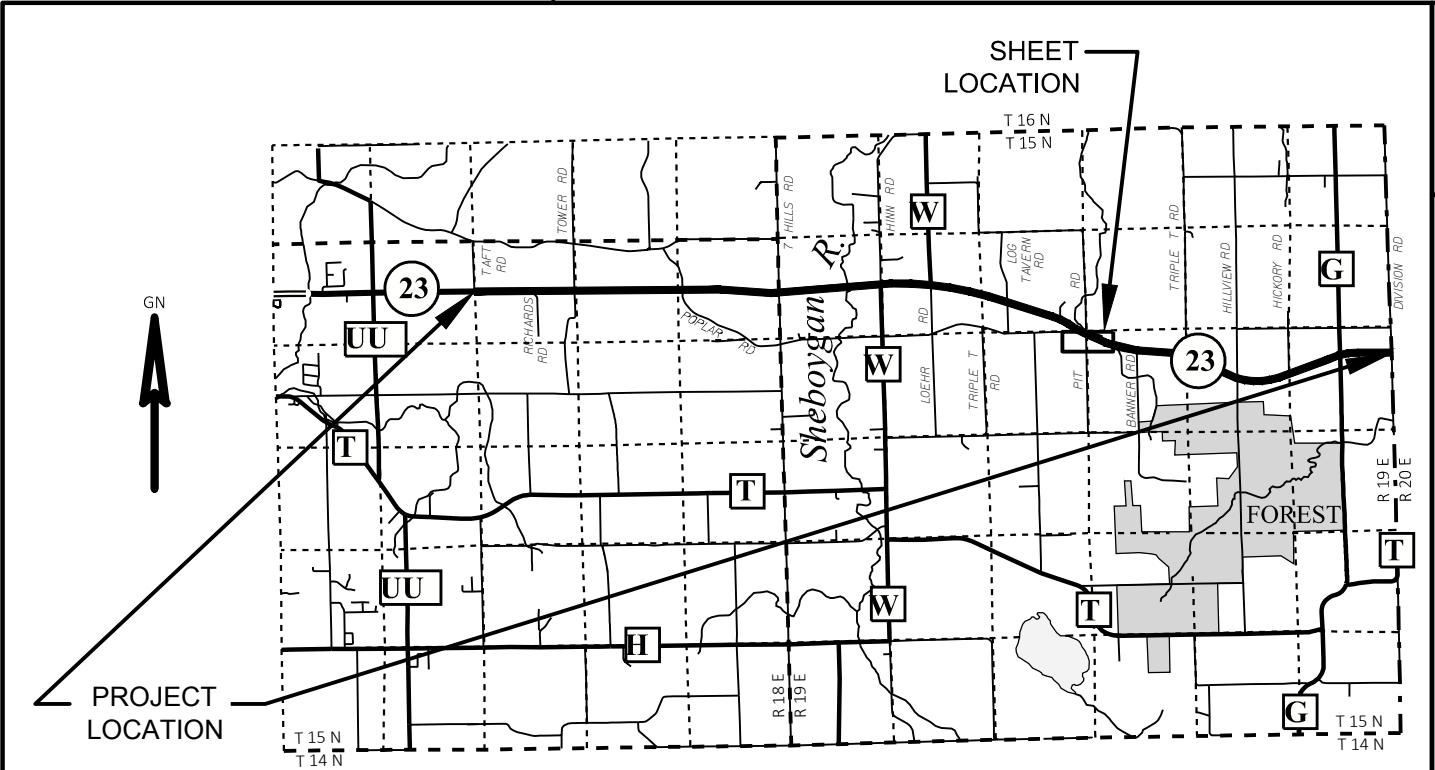 SHEET
LOCATION
T 16 N
T 15 N
GN
TAFT
RD
TOWER RD
7 HILLS RD
HINN RD
W
LOG
TAVERN
RD
RD
TRIPLE T RD
HILLVIEW RD
HICKORY RD
G
DIVISION RD
23
UU
RICHARDS
RD
POPLAR RD
Sheboygan R.
W
LOEHR
RD
TRIPLE T
RD
PIT
BANNER RD
23
T
T
R 19 E
R 20 E
FOREST
T
UU
W
T
H
R 18 E
R 19 E
G
PROJECT
LOCATION
T 15 N
T 14 N
T 15 N
T 14 N